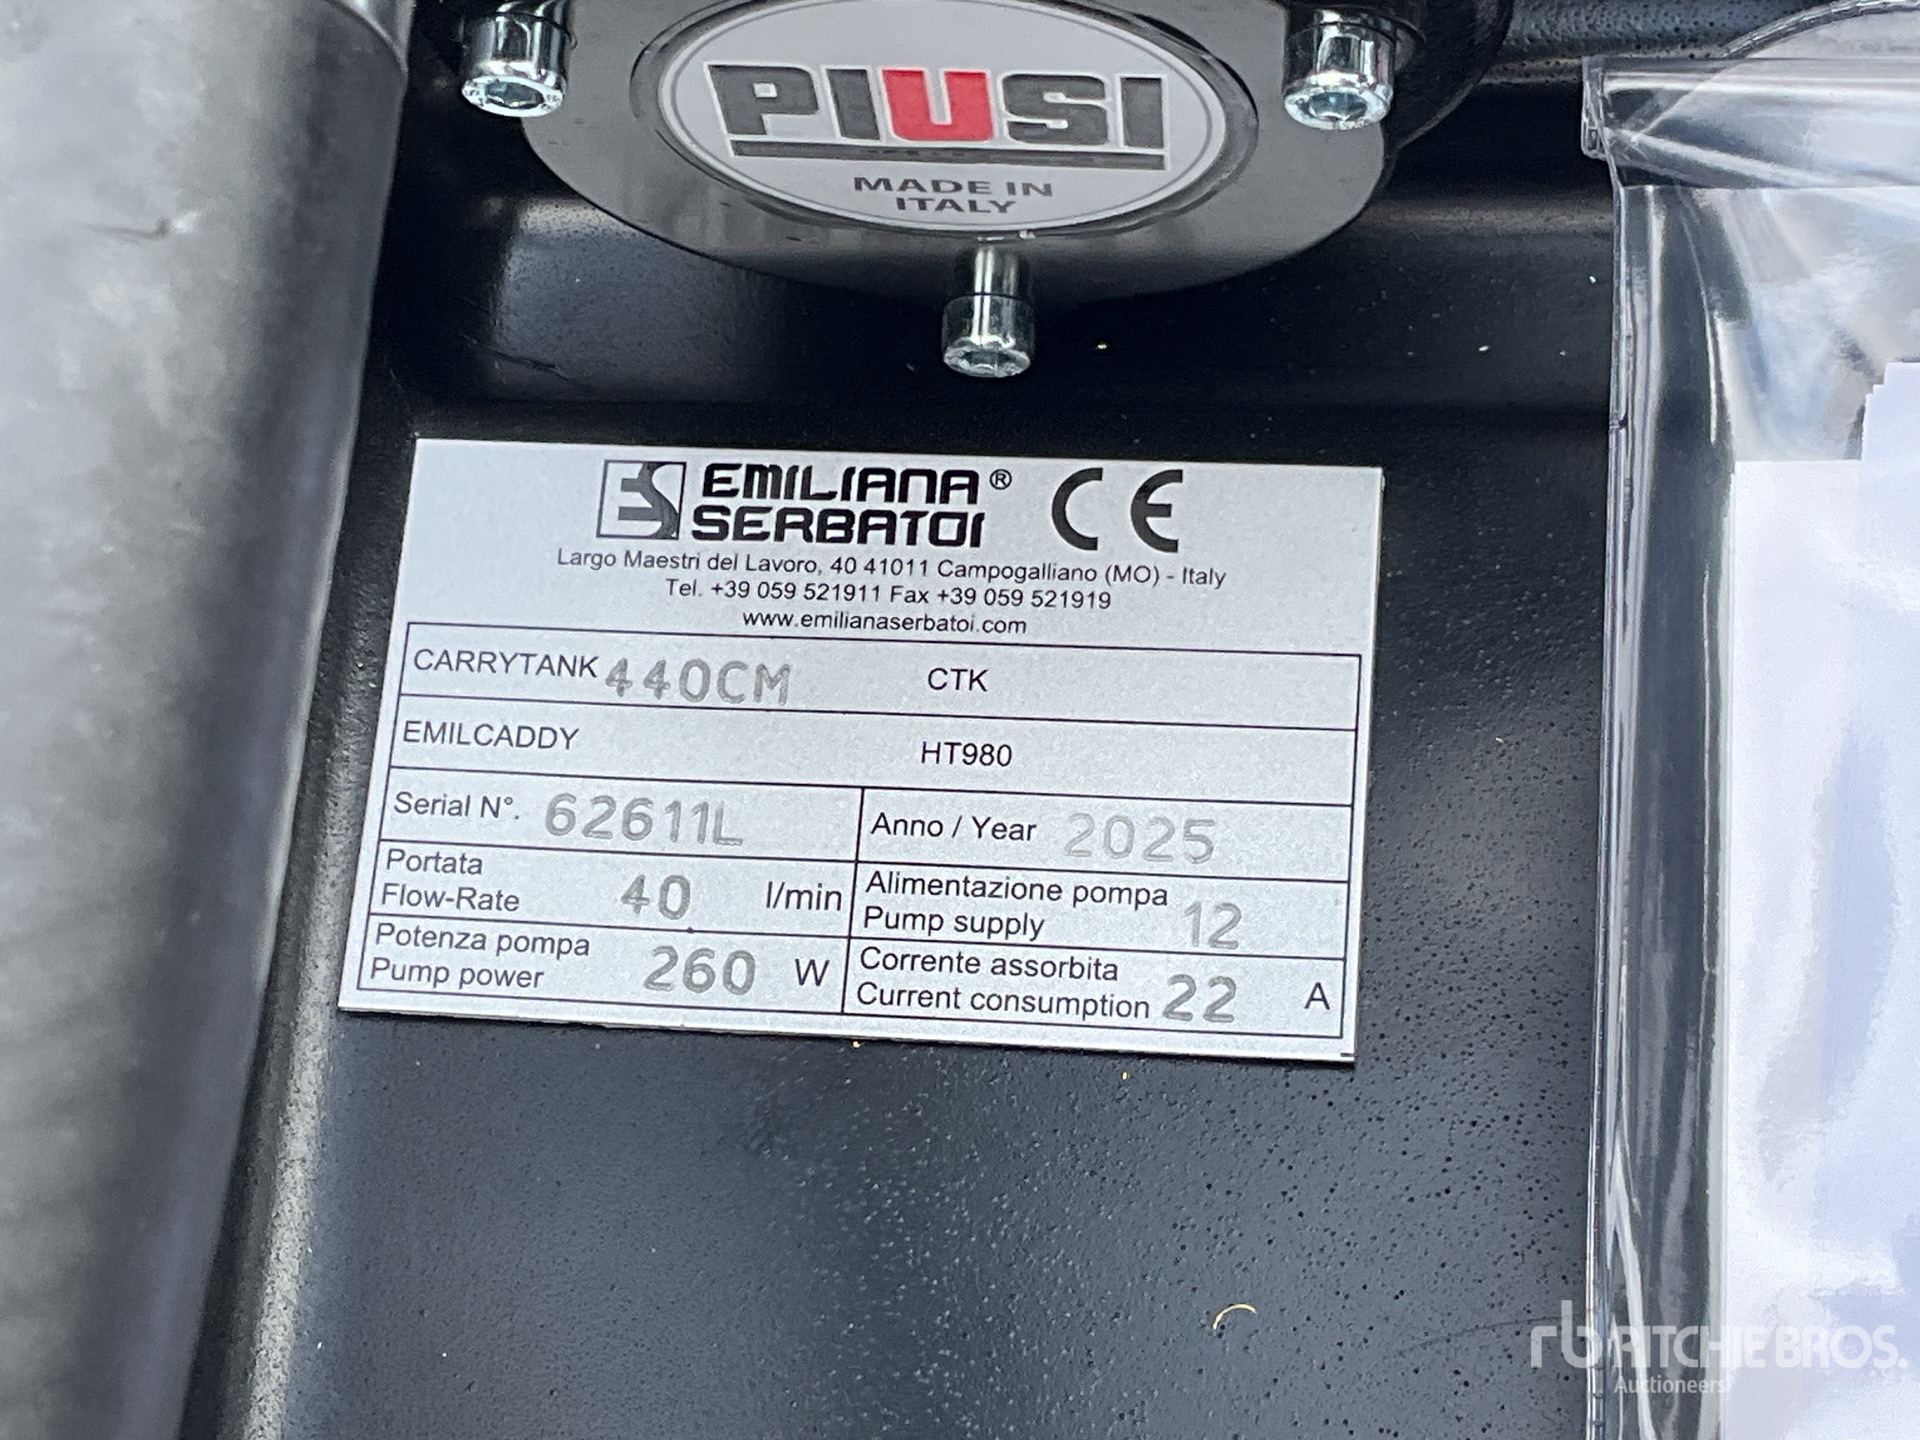 PIUSI
MADE IN
ITALY
ES EMILIANA® CE
SERBATOI
Largo Maestri del Lavoro, 40 41011 Campogalliano (MO) - Italy
Tel. +39 059 521911 Fax +39 059 521919
www.emilianaserbatoi.com
CARRYTANK 440CM CTK
EMILCADDY HT980
Serial N°. 62611L Anno / Year 2025
Portata
Flow-Rate 40 l/min
Alimentazione pompa
Pump supply 12
Potenza pompa
Pump power 260 W
Corrente assorbita
Current consumption 22 A
rb RITCHIE BROS.
Auctioneers